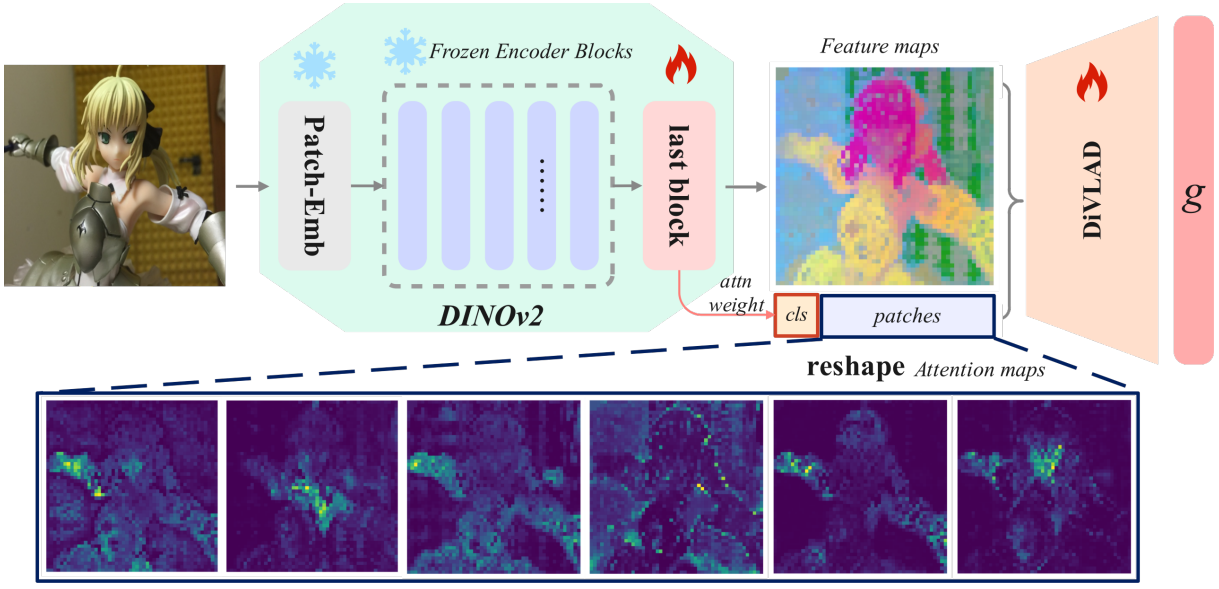 Frozen Encoder Blocks
Feature maps
Patch-Emb
......
last block
DiVLAD
g
attn
weight
DINOv2
cls
patches
reshape Attention maps